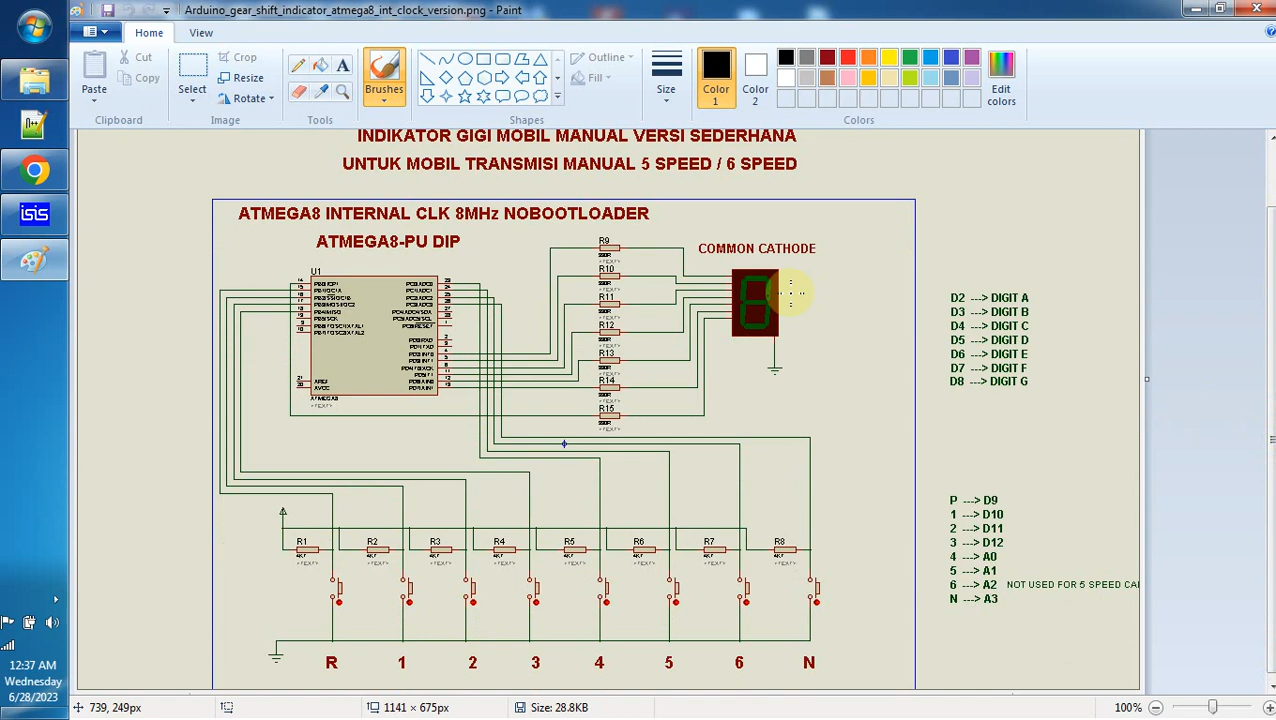 Arduino_gear_shift_indicator_atmega8_int_clock_version.png - Paint
Home
View
Paste
Cut
Copy
Clipboard
Select
Crop
Resize
Rotate
Image
Tools
Brushes
Shapes
Outline
Fill
Size
Color 1
Color 2
Edit colors
Colors
INDIKATOR GIGI MOBIL MANUAL VERSI SEDERHANA
UNTUK MOBIL TRANSMISI MANUAL 5 SPEED / 6 SPEED
ATMEGA8 INTERNAL CLK 8MHz NOBOOTLOADER
ATMEGA8-PU DIP
COMMON CATHODE
U1
ATMEGA8
R9
R10
R11
R12
R13
R14
R15
D2 ---> DIGIT A
D3 ---> DIGIT B
D4 ---> DIGIT C
D5 ---> DIGIT D
D6 ---> DIGIT E
D7 ---> DIGIT F
D8 ---> DIGIT G
P ---> D9
1 ---> D10
2 ---> D11
3 ---> D12
4 ---> A0
5 ---> A1
6 ---> A2 NOT USED FOR 5 SPEED
N ---> A3
R1 R2 R3 R4 R5 R6 R7 R8
R 1 2 3 4 5 6 N
isis
12:37 AM
Wednesday
6/28/2023
739, 249px
1141 × 675px
Size: 28.8KB
100%